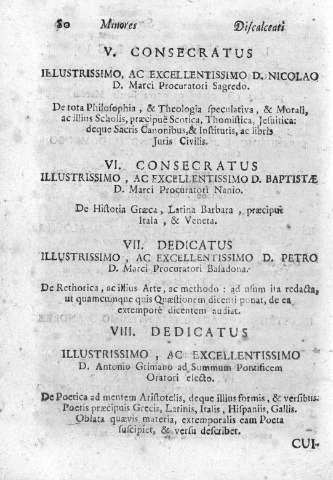 80 Minores Discalceati
V. CONSECRATUS
ILLUSTRISSIMO, AC EXCELLENTISSIMO D. NICOLAO
D. Marci Procuratori Sagredo.
De tota Philosophia, & Theologia speculativa, & Morali,
ac illius Scholis, præcipuè Scotica, Thomistica, Jesuitica:
deque Sacris Canonibus, & Institutis, ac libris
Juris Civilis.
VI. CONSECRATUS
ILLUSTRISSIMO, AC EXCELLENTISSIMO D. BAPTISTÆ
D. Marci Procuratori Nanio.
De Historia Græca, Latina Barbara, præcipuè
Itala, & Veneta.
VII. DEDICATUS
ILLUSTRISSIMO, AC EXCELLENTISSIMO D. PETRO
D. Marci Procuratori Basadona.
De Rethorica, ac illius Arte, ac methodo: ad usum ita redacta,
ut quamcunque quis Quæstionem dicenti ponat, de ea
extemporè dicentem audiat.
VIII. DEDICATUS
ILLUSTRISSIMO, AC EXCELLENTISSIMO
D. Antonio Grimano ad Summum Pontificem
Oratori electo.
De Poetica ad mentem Aristotelis, deque illius formis, & versibus
Poetis præcipuis Grecis, Latinis, Italis, Hispaniis, Gallis.
Oblata quævis materia, extemporalis eam Poeta
suscipiet, & versu describet.
CUI-